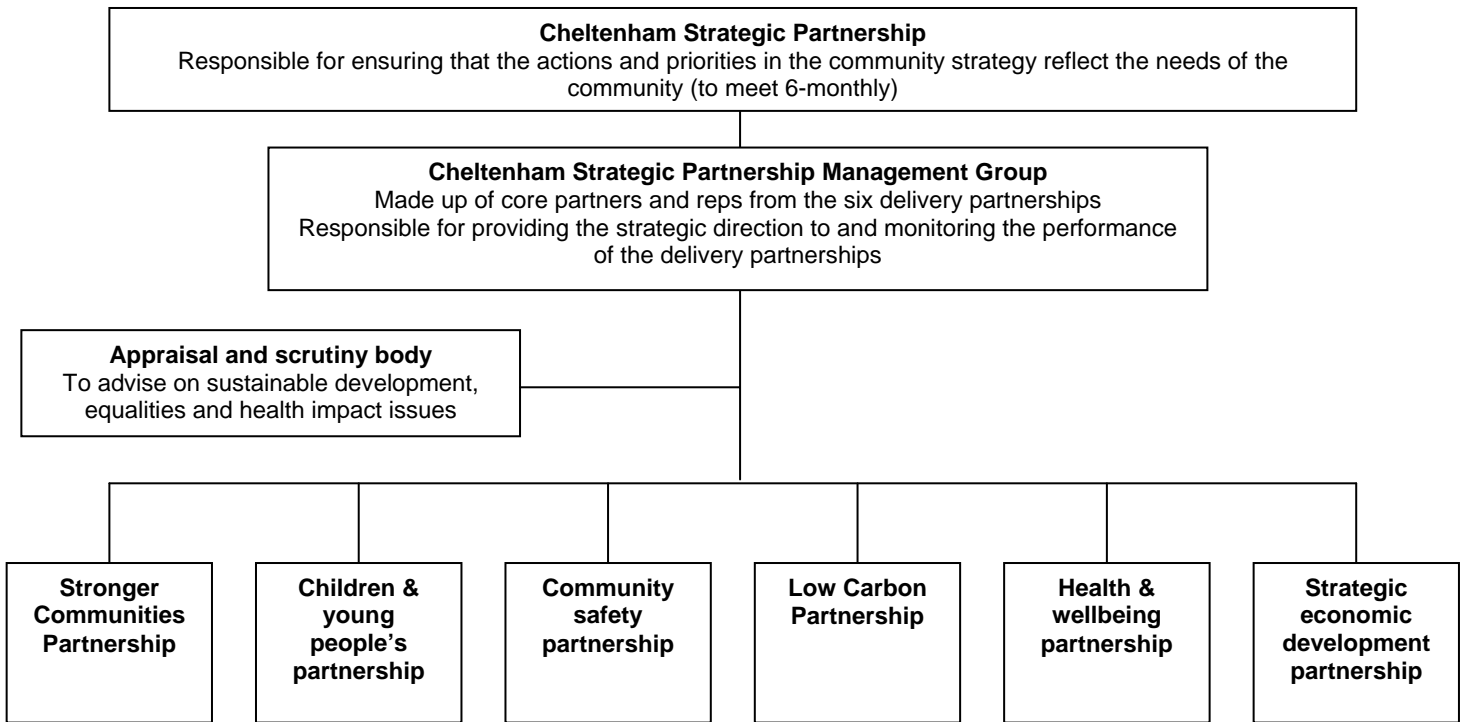 Cheltenham Strategic Partnership
Responsible for ensuring that the actions and priorities in the community strategy reflect the needs of the
community (to meet 6-monthly)
Cheltenham Strategic Partnership Management Group
Made up of core partners and reps from the six delivery partnerships
Responsible for providing the strategic direction to and monitoring the performance
of the delivery partnerships
Appraisal and scrutiny body
To advise on sustainable development,
equalities and health impact issues
Stronger
Communities
Partnership
Children &
young
people’s
partnership
Community
safety
partnership
Low Carbon
Partnership
Health &
wellbeing
partnership
Strategic
economic
development
partnership